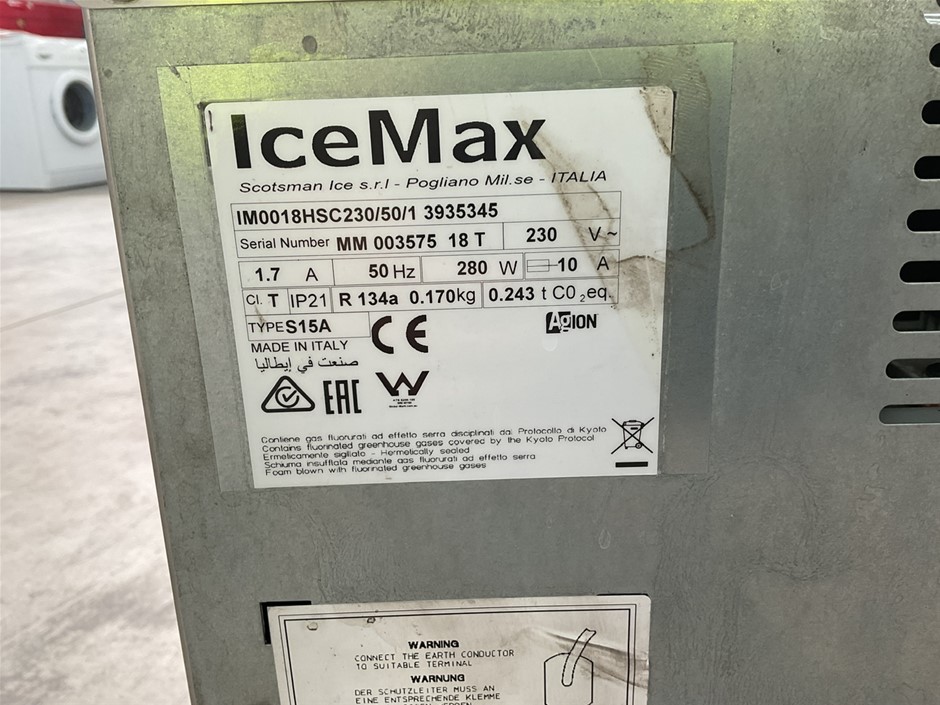 IceMax
Scotsman Ice s.r.l - Pogliano Mil.se - ITALIA
IM0018HSC230/50/1 3935345
Serial Number MM 003575 18 T 230 V ~
1.7 A 50 Hz 280 W 10 A
Cl. T IP21 R 134a 0.170kg 0.243 t CO₂eq.
TYPE S15A CE AgION
MADE IN ITALY
صنعت في إيطاليا
EAC W
Contiene gas fluorurati ad effetto serra disciplinati dal Protocollo di Kyoto
Contains fluorinated greenhouse gases covered by the Kyoto Protocol
Ermeticamente sigillato - Hermetically sealed
Schiuma insufflata mediante gas fluorurati ad effetto serra
Foam blown with fluorinated greenhouse gases
WARNING
CONNECT THE EARTH CONDUCTOR
TO SUITABLE TERMINAL
WARNUNG
DER SCHUTZLEITER MUSS AN
EINE ENTSPRECHENDE KLEMME